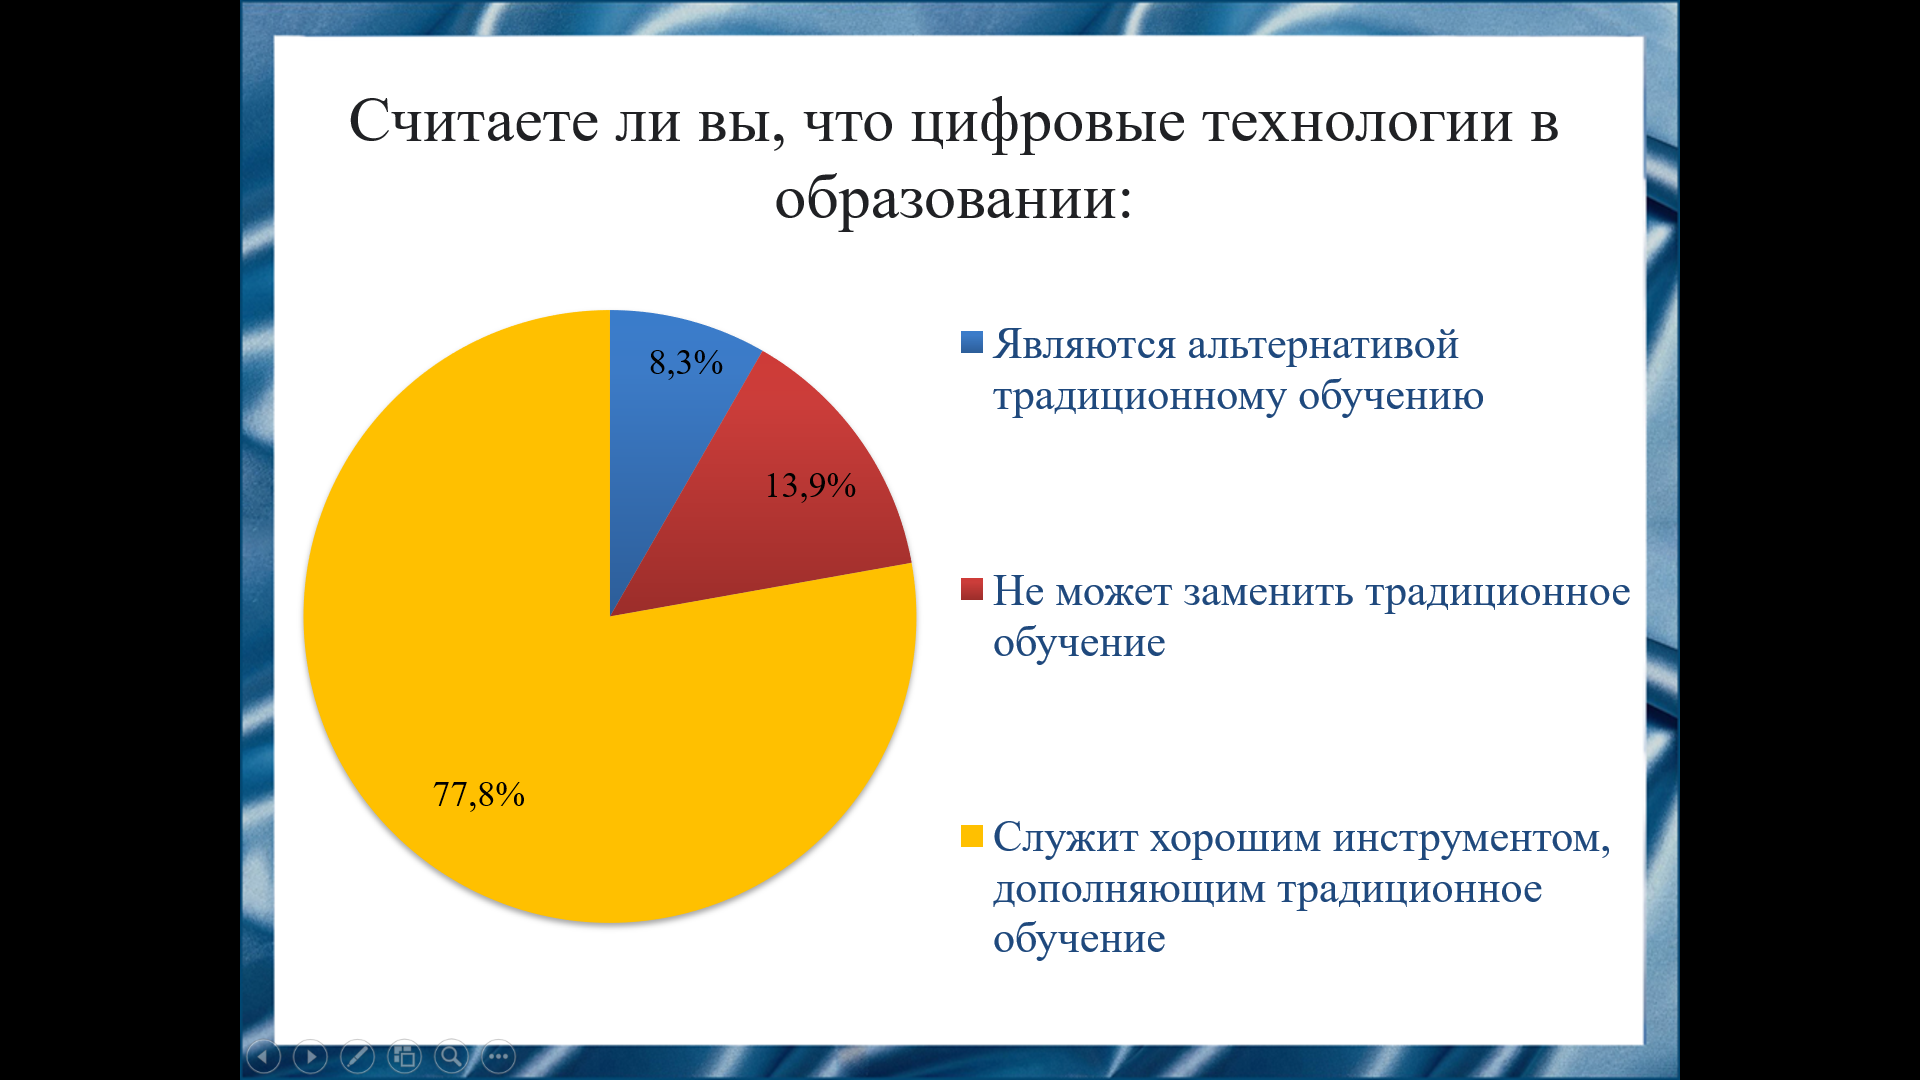 Считаете ли вы, что цифровые технологии в
образовании:
8,3%
13,9%
77,8%
Являются альтернативой
традиционному обучению
Не может заменить традиционное
обучение
Служит хорошим инструментом,
дополняющим традиционное
обучение